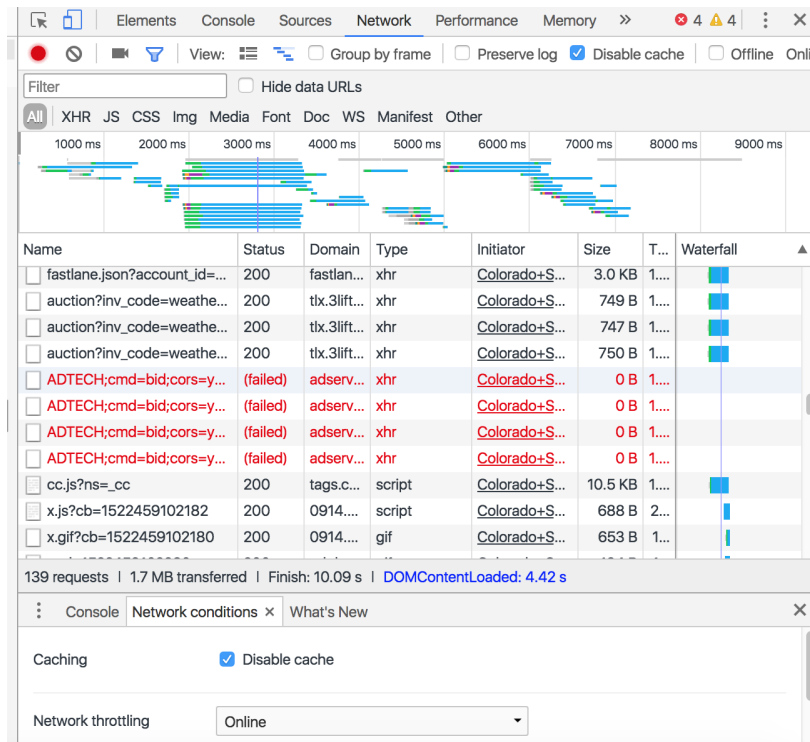 Elements Console Sources Network Performance Memory » 4 4
View: Group by frame Preserve log Disable cache Offline Onli
Filter Hide data URLs
All XHR JS CSS Img Media Font Doc WS Manifest Other
1000 ms 2000 ms 3000 ms 4000 ms 5000 ms 6000 ms 7000 ms 8000 ms 9000 ms
Name Status Domain Type Initiator Size T... Waterfall
fastlane.json?account_id=... 200 fastlan... xhr Colorado+S... 3.0 KB 1....
auction?inv_code=weathe... 200 tlx.3lift... xhr Colorado+S... 749 B 1....
auction?inv_code=weathe... 200 tlx.3lift... xhr Colorado+S... 747 B 1....
auction?inv_code=weathe... 200 tlx.3lift... xhr Colorado+S... 750 B 1....
ADTECH;cmd=bid;cors=y... (failed) adserv... xhr Colorado+S... 0 B 1....
ADTECH;cmd=bid;cors=y... (failed) adserv... xhr Colorado+S... 0 B 1....
ADTECH;cmd=bid;cors=y... (failed) adserv... xhr Colorado+S... 0 B 1....
ADTECH;cmd=bid;cors=y... (failed) adserv... xhr Colorado+S... 0 B 1....
cc.js?ns=_cc 200 tags.c... script Colorado+S... 10.5 KB 1....
x.js?cb=1522459102182 200 0914.... script Colorado+S... 688 B 2...
x.gif?cb=1522459102180 200 0914.... gif Colorado+S... 653 B 1...
139 requests | 1.7 MB transferred | Finish: 10.09 s | DOMContentLoaded: 4.42 s
Console Network conditions × What's New
Caching Disable cache
Network throttling Online